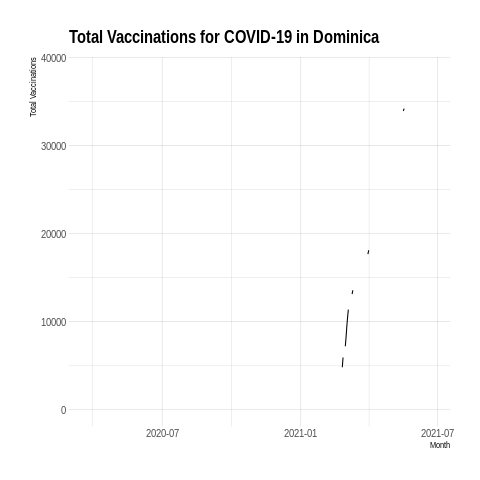 Total Vaccinations for COVID-19 in Dominica
Total Vaccinations
40000
30000
20000
10000
0
2020-07
2021-01
2021-07
Month